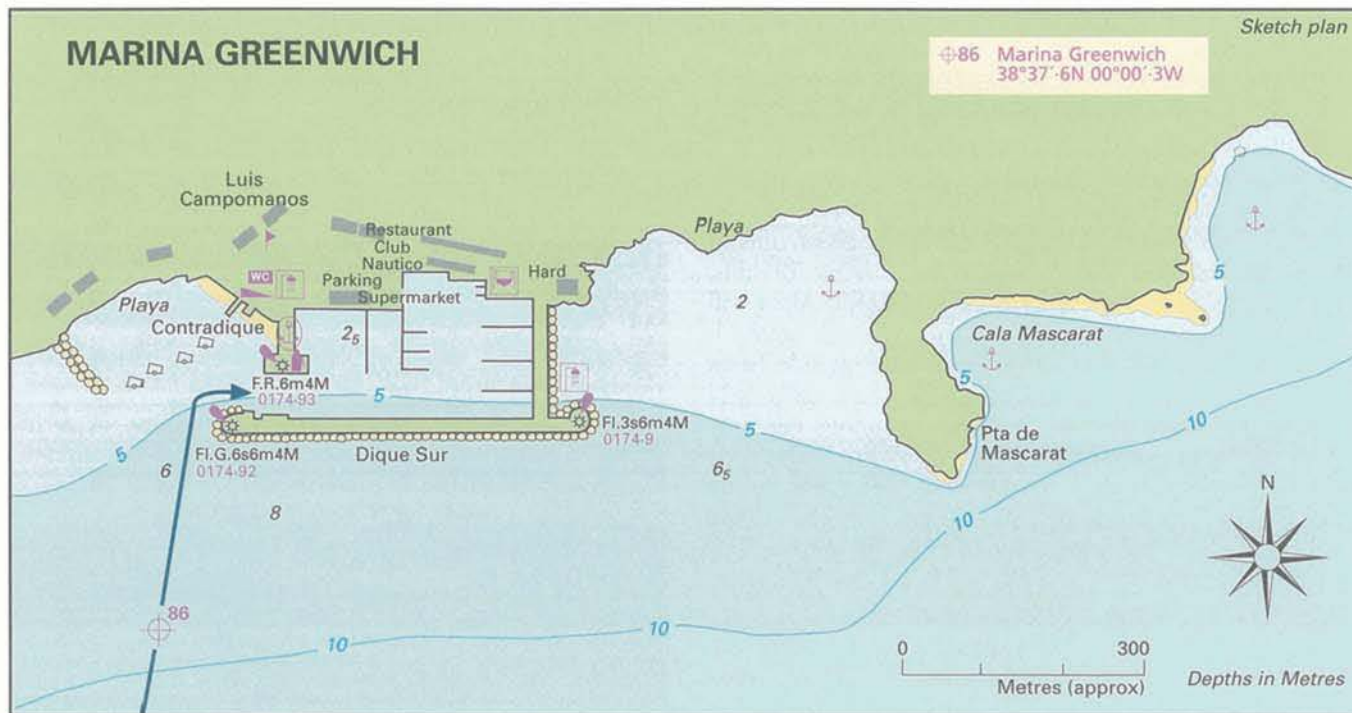 MARINA GREENWICH
Sketch plan
86 Marina Greenwich
38°37´·6N 00°00´·3W
Luis
Campomanos
Playa
WC
Restaurant
Club
Nautico
Parking
Supermarket
Hard
Playa
Contradique
2₅
2
5
Cala Mascarat
5
F.R.6m4M
0174·93
5
Fl.G.6s6m4M
0174·92
Fl.3s6m4M
0174·9
Dique Sur
5
6
8
6₅
5
Pta de
Mascarat
10
N
86
10
10
0 300
Metres (approx)
Depths in Metres